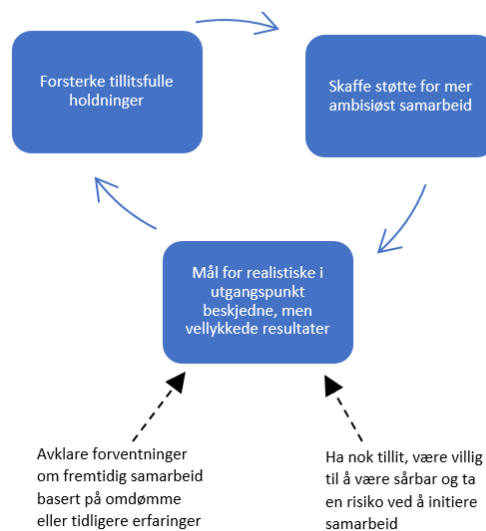 Forsterke tillitsfulle
holdninger
Skaffe støtte for mer
ambisiøst samarbeid
Mål for realistiske i
utgangspunkt
beskjedne, men
vellykkede resultater
Avklare forventninger
om fremtidig samarbeid
basert på omdømme
eller tidligere erfaringer
Ha nok tillit, være villig
til å være sårbar og ta
en risiko ved å initiere
samarbeid